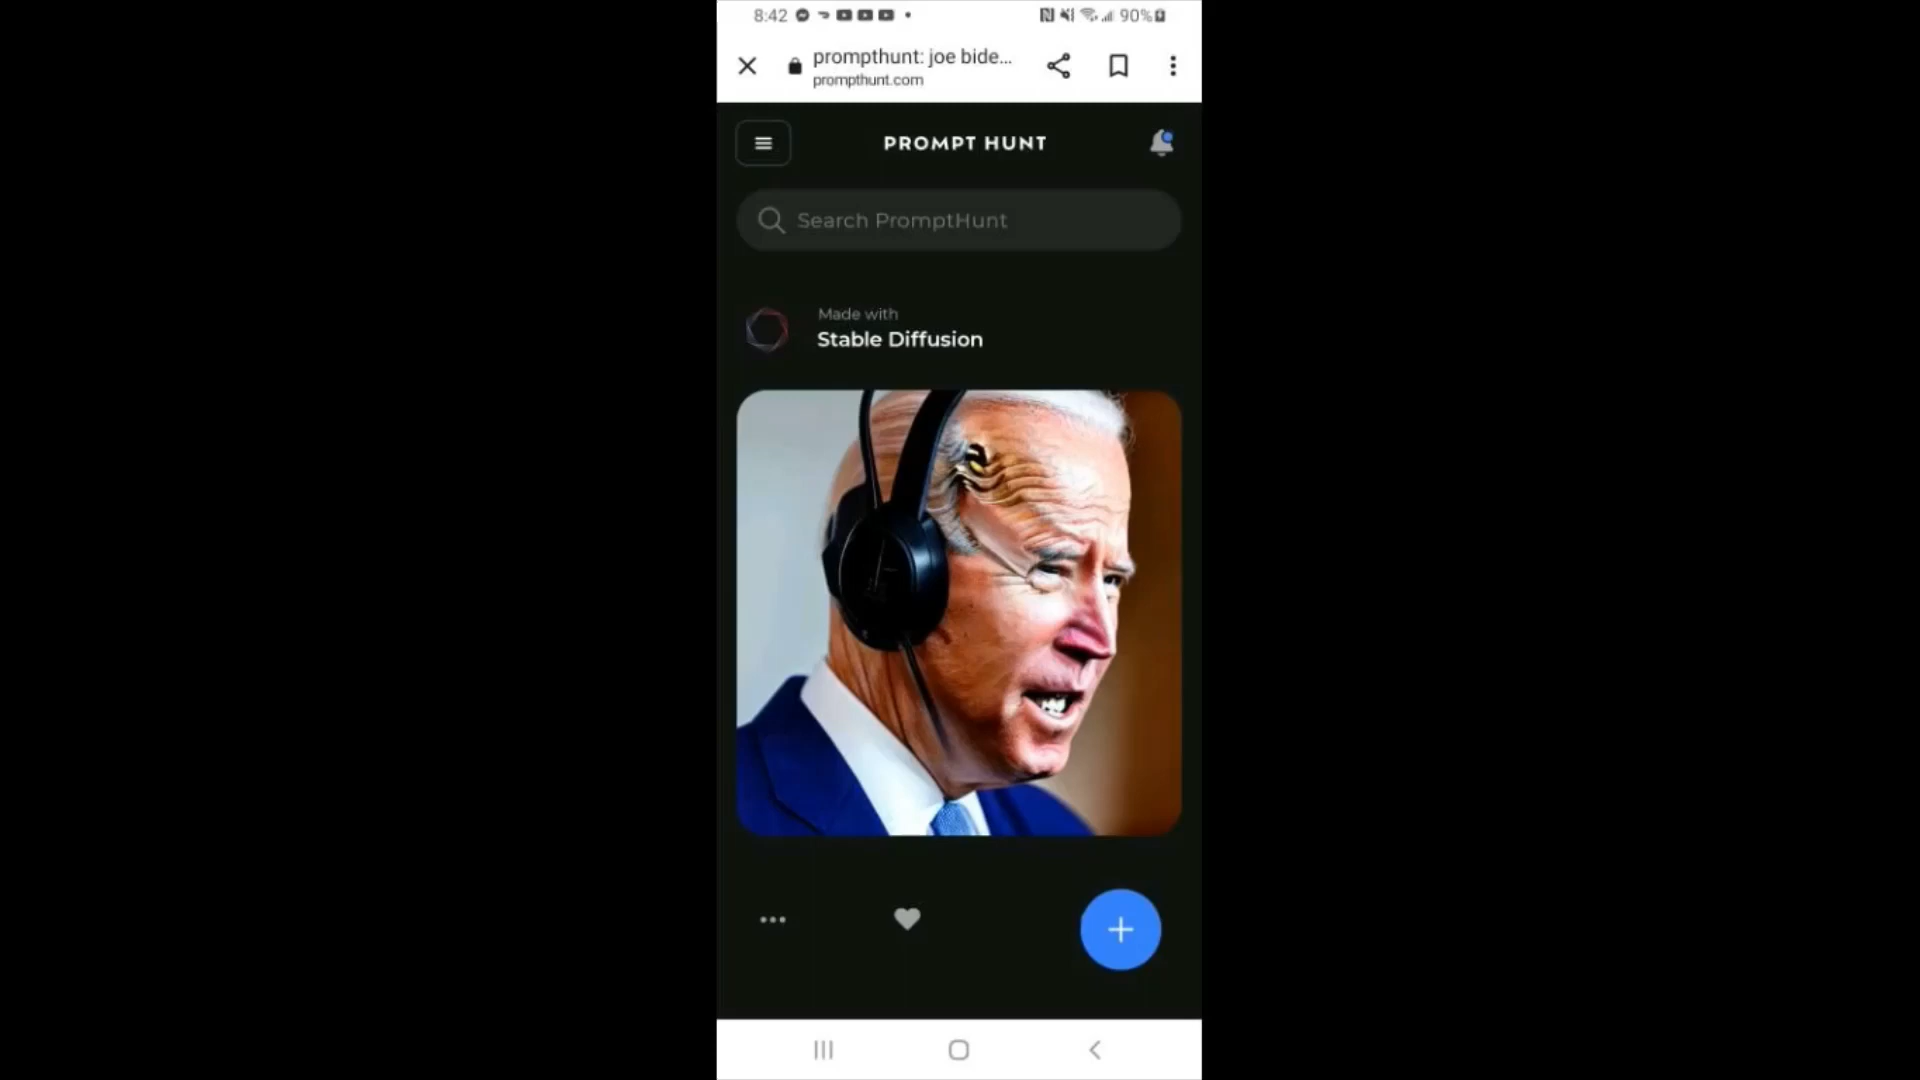 8:42 90%
prompthunt: joe bide...
prompthunt.com
PROMPT HUNT
Search PromptHunt
Made with
Stable Diffusion